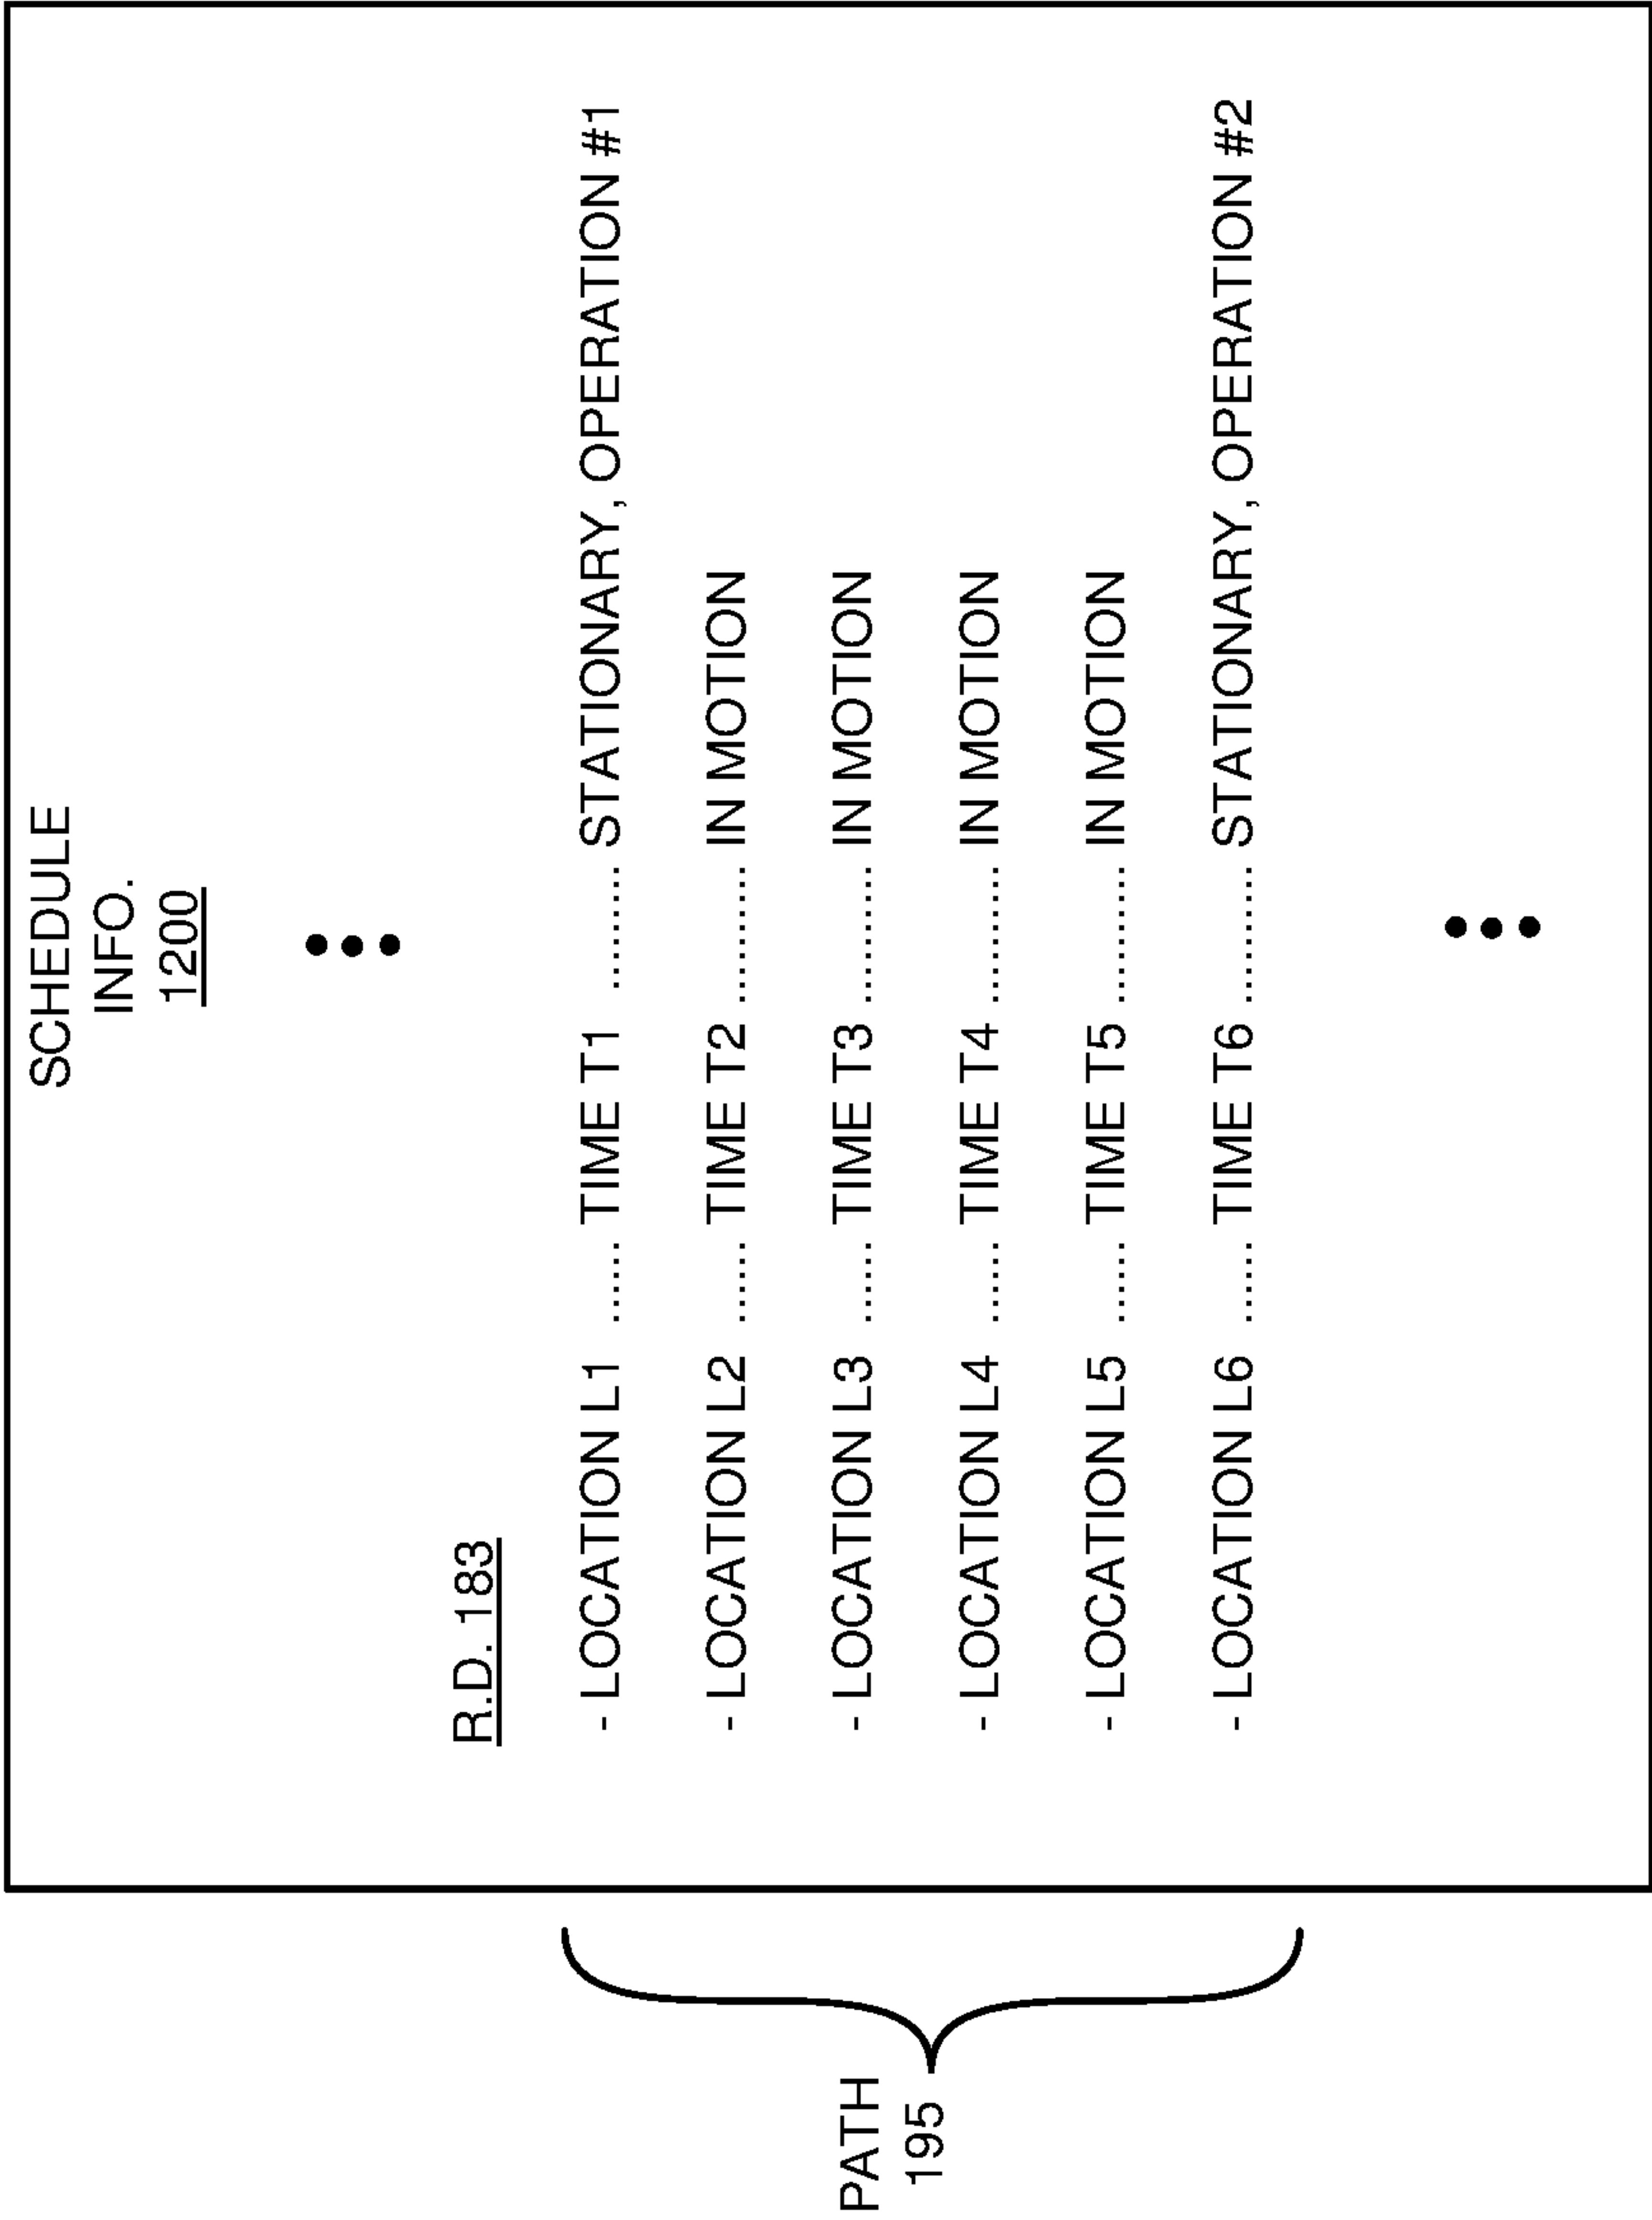 SCHEDULE
INFO.
1200
R.D. 183
- LOCATION L1 ...... TIME T1 ......... STATIONARY, OPERATION #1
- LOCATION L2 ...... TIME T2 .......... IN MOTION
- LOCATION L3 ...... TIME T3 .......... IN MOTION
- LOCATION L4 ...... TIME T4 .......... IN MOTION
- LOCATION L5 ...... TIME T5 .......... IN MOTION
- LOCATION L6 ...... TIME T6 .......... STATIONARY, OPERATION #2
PATH
195